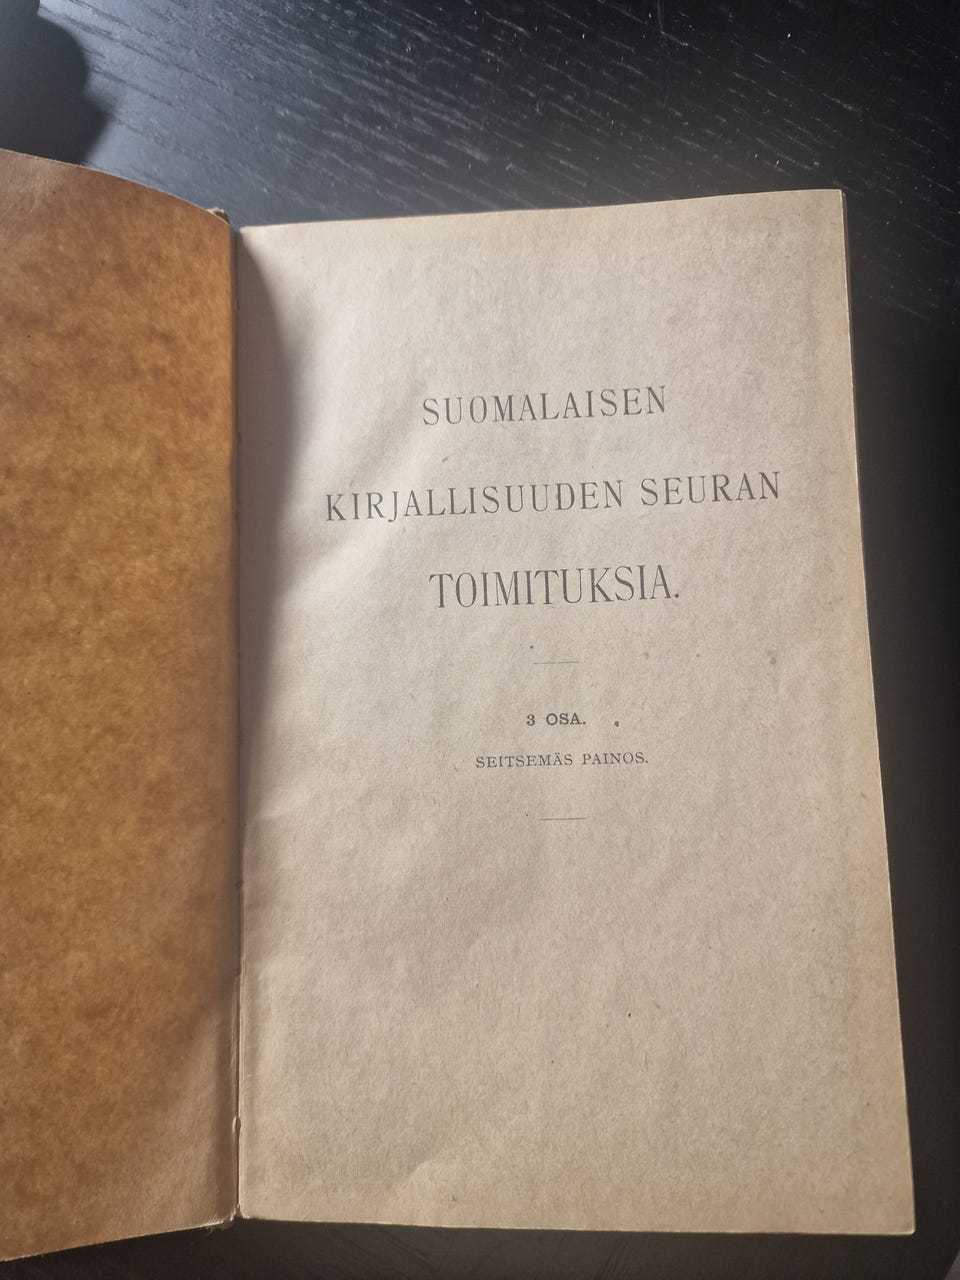 SUOMALAISEN
KIRJALLISUUDEN SEURAN
TOIMITUKSIA.
3 OSA.
SEITSEMÄS PAINOS.